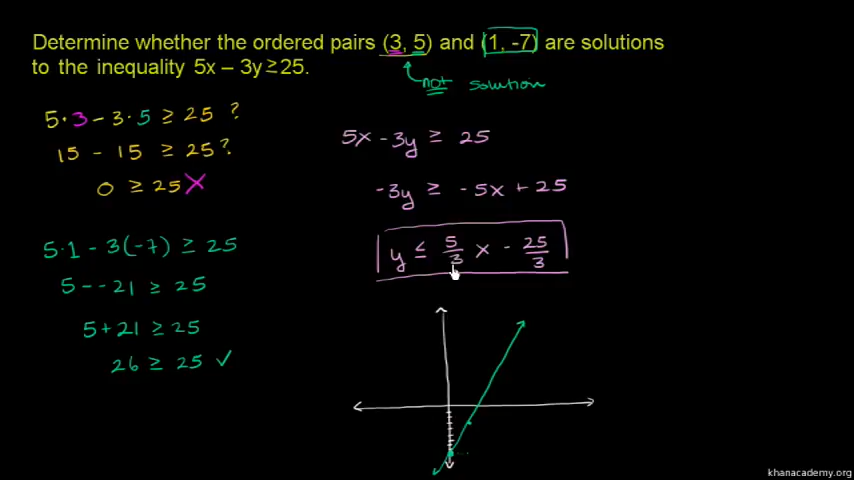 Determine whether the ordered pairs (3, 5) and (1, -7) are solutions
to the inequality 5x – 3y ≥ 25.
not solution
5·3 - 3·5 ≥ 25 ?
15 - 15 ≥ 25?
0 ≥ 25 X
5·1 - 3(-7) ≥ 25
5 - -21 ≥ 25
5 + 21 ≥ 25
26 ≥ 25 ✓
5x - 3y ≥ 25
-3y ≥ -5x + 25
y ≤ 5/3 x - 25/3
khanacademy.org